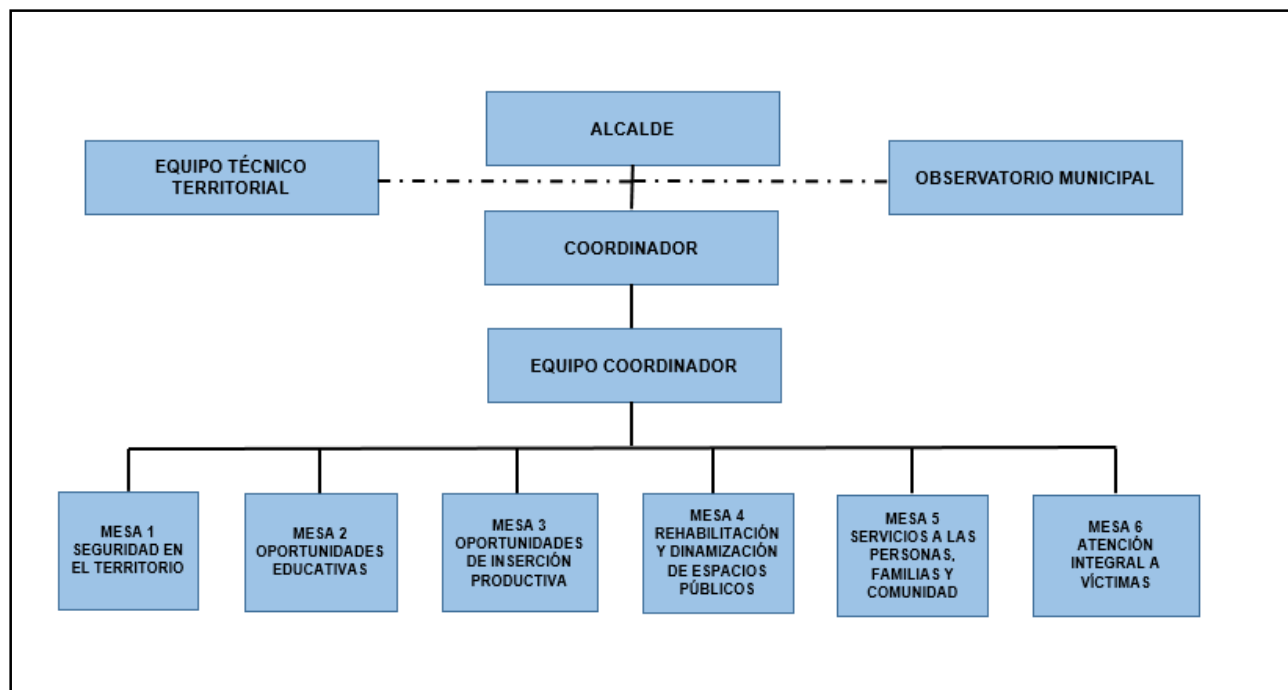 ALCALDE
EQUIPO TÉCNICO
TERRITORIAL
OBSERVATORIO MUNICIPAL
COORDINADOR
EQUIPO COORDINADOR
MESA 1
SEGURIDAD EN
EL TERRITORIO
MESA 2
OPORTUNIDADES
EDUCATIVAS
MESA 3
OPORTUNIDADES
DE INSERCIÓN
PRODUCTIVA
MESA 4
REHABILITACIÓN
Y DINAMIZACIÓN
DE ESPACIOS
PÚBLICOS
MESA 5
SERVICIOS A LAS
PERSONAS,
FAMILIAS Y
COMUNIDAD
MESA 6
ATENCIÓN
INTEGRAL A
VÍCTIMAS